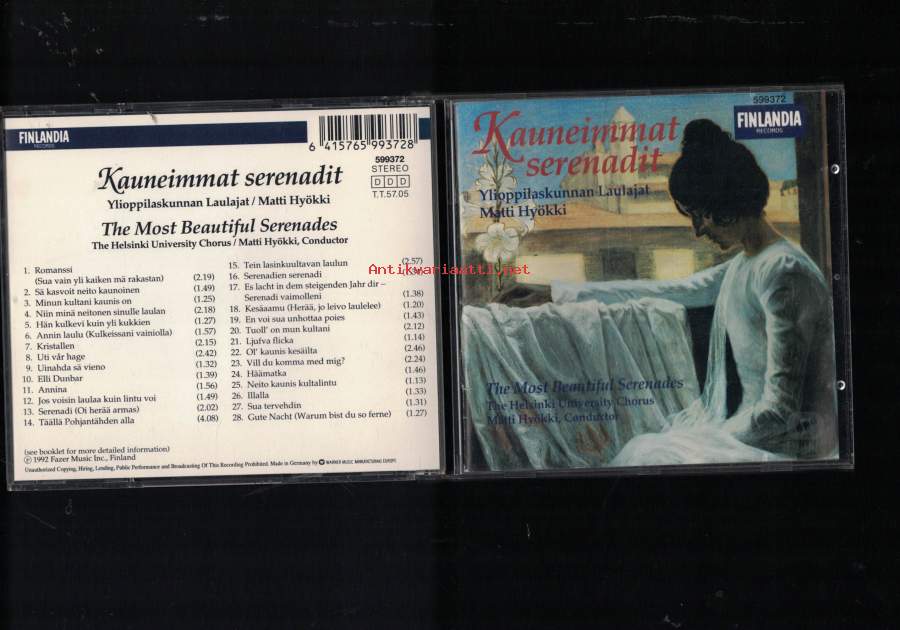 FINLANDIA
RECORDS
6 415765 993728
599372
STEREO
DDD
T.T.57.05
Kauneimmat serenadit
Ylioppilaskunnan Laulajat / Matti Hyökki
The Most Beautiful Serenades
The Helsinki University Chorus / Matti Hyökki, Conductor
1. Romanssi
(Sua vain yli kaiken mä rakastan) (2.19)
2. Sä kasvoit neito kaunoinen (1.49)
3. Minun kultani kaunis on (1.25)
4. Niin minä neitonen sinulle laulan (2.18)
5. Hän kulkevi kuin yli kukkien (1.27)
6. Annin laulu (Kulkeissani vainiolla) (1.57)
7. Kristallen (2.15)
8. Uti vår hage (2.42)
9. Uinahda sä vieno (1.32)
10. Elli Dunbar (1.39)
11. Annina (1.56)
12. Jos voisin laulaa kuin lintu voi (1.26)
13. Serenadi (Oi herää armas) (2.02)
14. Täällä Pohjantähden alla (4.08)
15. Tein lasinkuultavan laulun (2.57)
16. Serenadien serenadi
17. Es lacht in dem steigenden Jahr dir –
Serenadi vaimolleni (1.38)
18. Kesäaamu (Herää, jo leivo laulelee) (1.20)
19. En voi sua unhottaa poies (1.43)
20. Tuoll' on mun kultani (2.12)
21. Ljufva flicka (1.14)
22. Ol' kaunis kesäilta (2.46)
23. Vill du komma med mig? (2.24)
24. Häämatka (1.46)
25. Neito kaunis kultalintu (1.13)
26. Illalla (1.33)
27. Sua tervehdin (1.31)
28. Gute Nacht (Warum bist du so ferne) (1.27)
(see booklet for more detailed information)
℗ 1992 Fazer Music Inc., Finland
Unauthorized Copying, Hiring, Lending, Public Performance and Broadcasting Of This Recording Prohibited. Made in Germany by WARNER MUSIC MANUFACTURING EUROPE
Antikvariaatti.net
599372
FINLANDIA
RECORDS
Kauneimmat
serenadit
Ylioppilaskunnan Laulajat
Matti Hyökki
The Most Beautiful Serenades
The Helsinki University Chorus
Matti Hyökki, Conductor